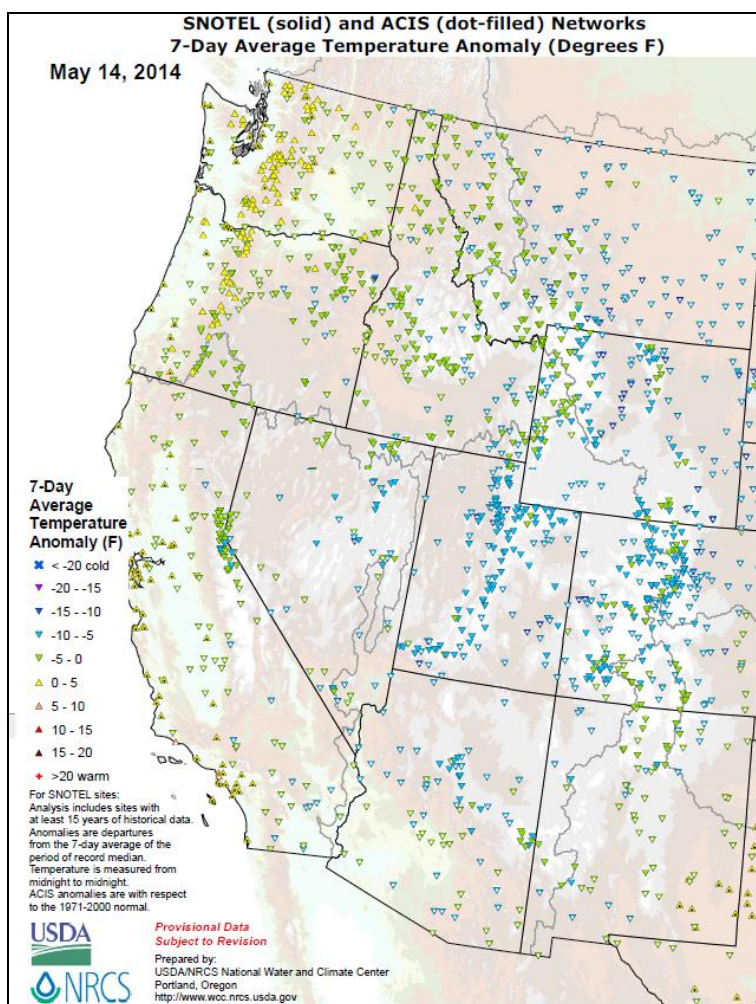 SNOTEL (solid) and ACIS (dot-filled) Networks
7-Day Average Temperature Anomaly (Degrees F)
May 14, 2014
7-Day
Average
Temperature
Anomaly (F)
< -20 cold
-20 - -15
-15 - -10
-10 - -5
-5 - 0
0 - 5
5 - 10
10 - 15
15 - 20
>20 warm
For SNOTEL sites:
Analysis includes sites with
at least 15 years of historical data.
Anomalies are departures
from the 7-day average of the
period of record median.
Temperature is measured from
midnight to midnight.
ACIS anomalies are with respect
to the 1971-2000 normal.
USDA
NRCS
Provisional Data
Subject to Revision
Prepared by:
USDA/NRCS National Water and Climate Center
Portland, Oregon
http://www.wcc.nrcs.usda.gov